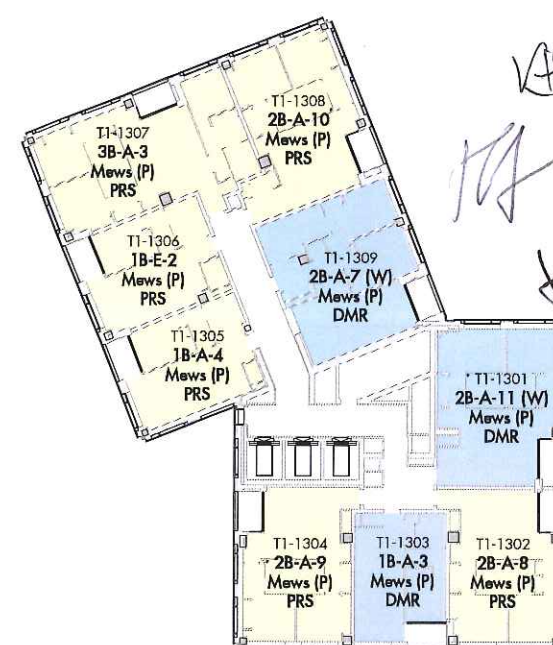 T1-1308
2B-A-10
Mews (P)
PRS
T1-1307
3B-A-3
Mews (P)
PRS
T1-1306
1B-E-2
Mews (P)
PRS
T1-1309
2B-A-7 (W)
Mews (P)
DMR
T1-1305
1B-A-4
Mews (P)
PRS
T1-1301
2B-A-11 (W)
Mews (P)
DMR
T1-1304
2B-A-9
Mews (P)
PRS
T1-1303
1B-A-3
Mews (P)
DMR
T1-1302
2B-A-8
Mews (P)
PRS